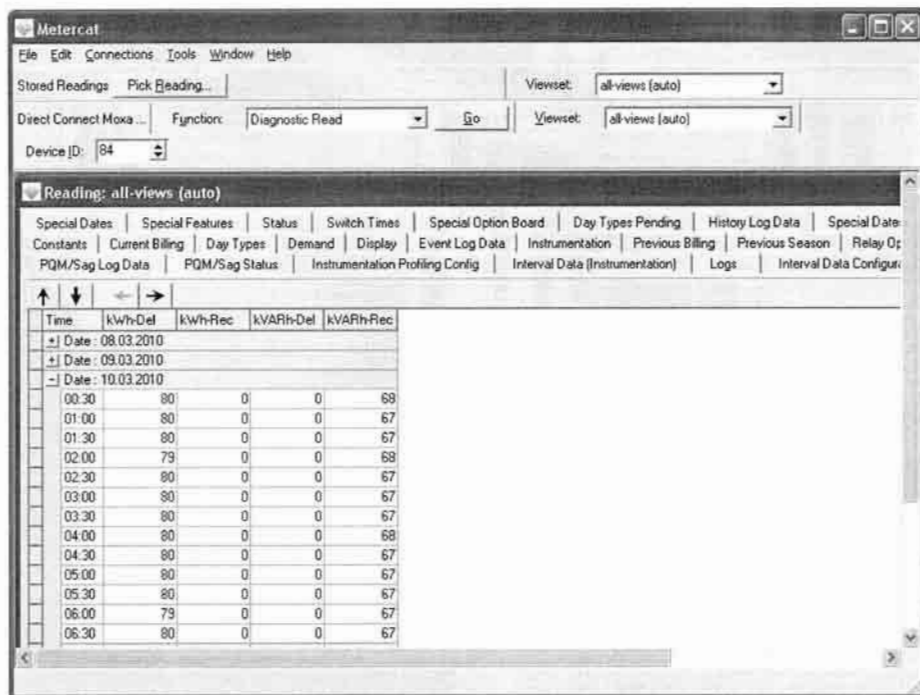 Metercat
File Edit Connections Tools Window Help
Stored Readings Pick Reading... Viewset: all-views (auto)
Direct Connect Moxa ... Function: Diagnostic Read Go Viewset: all-views (auto)
Device ID: 84
Reading: all-views (auto)
Special Dates Special Features Status Switch Times Special Option Board Day Types Pending History Log Data Special Dates
Constants Current Billing Day Types Demand Display Event Log Data Instrumentation Previous Billing Previous Season Relay Op
PQM/Sag Log Data PQM/Sag Status Instrumentation Profiling Config Interval Data (Instrumentation) Logs Interval Data Configura
Time kWh-Del kWh-Rec kVARh-Del kVARh-Rec
+ Date : 08.03.2010
+ Date : 09.03.2010
- Date : 10.03.2010
00:30 80 0 0 68
01:00 80 0 0 67
01:30 80 0 0 67
02:00 79 0 0 68
02:30 80 0 0 67
03:00 80 0 0 67
03:30 80 0 0 67
04:00 80 0 0 68
04:30 80 0 0 67
05:00 80 0 0 67
05:30 80 0 0 67
06:00 79 0 0 67
06:30 80 0 0 67